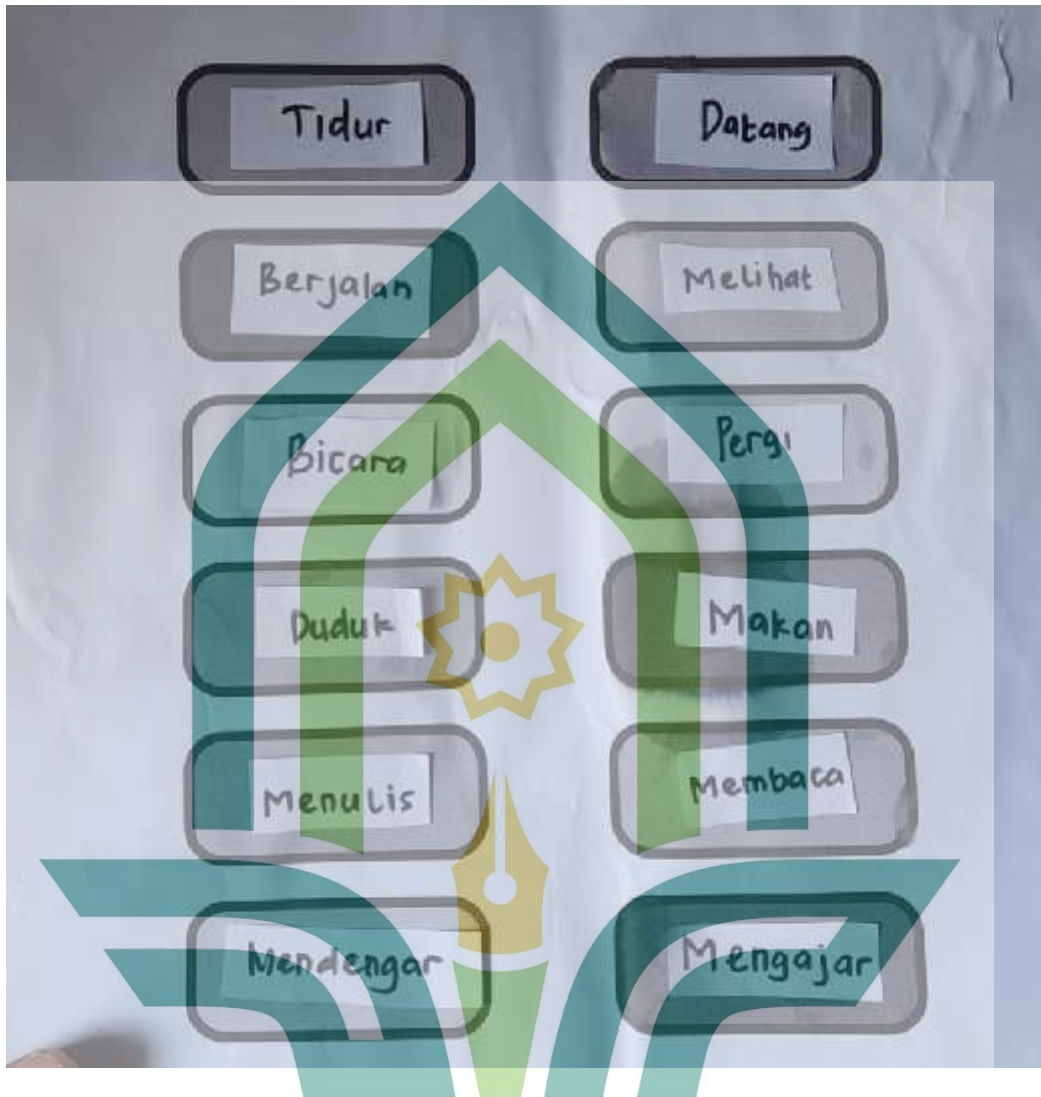 Tidur Datang
Berjalan Melihat
Bicara Pergi
Duduk Makan
Menulis Membaca
Mendengar Mengajar